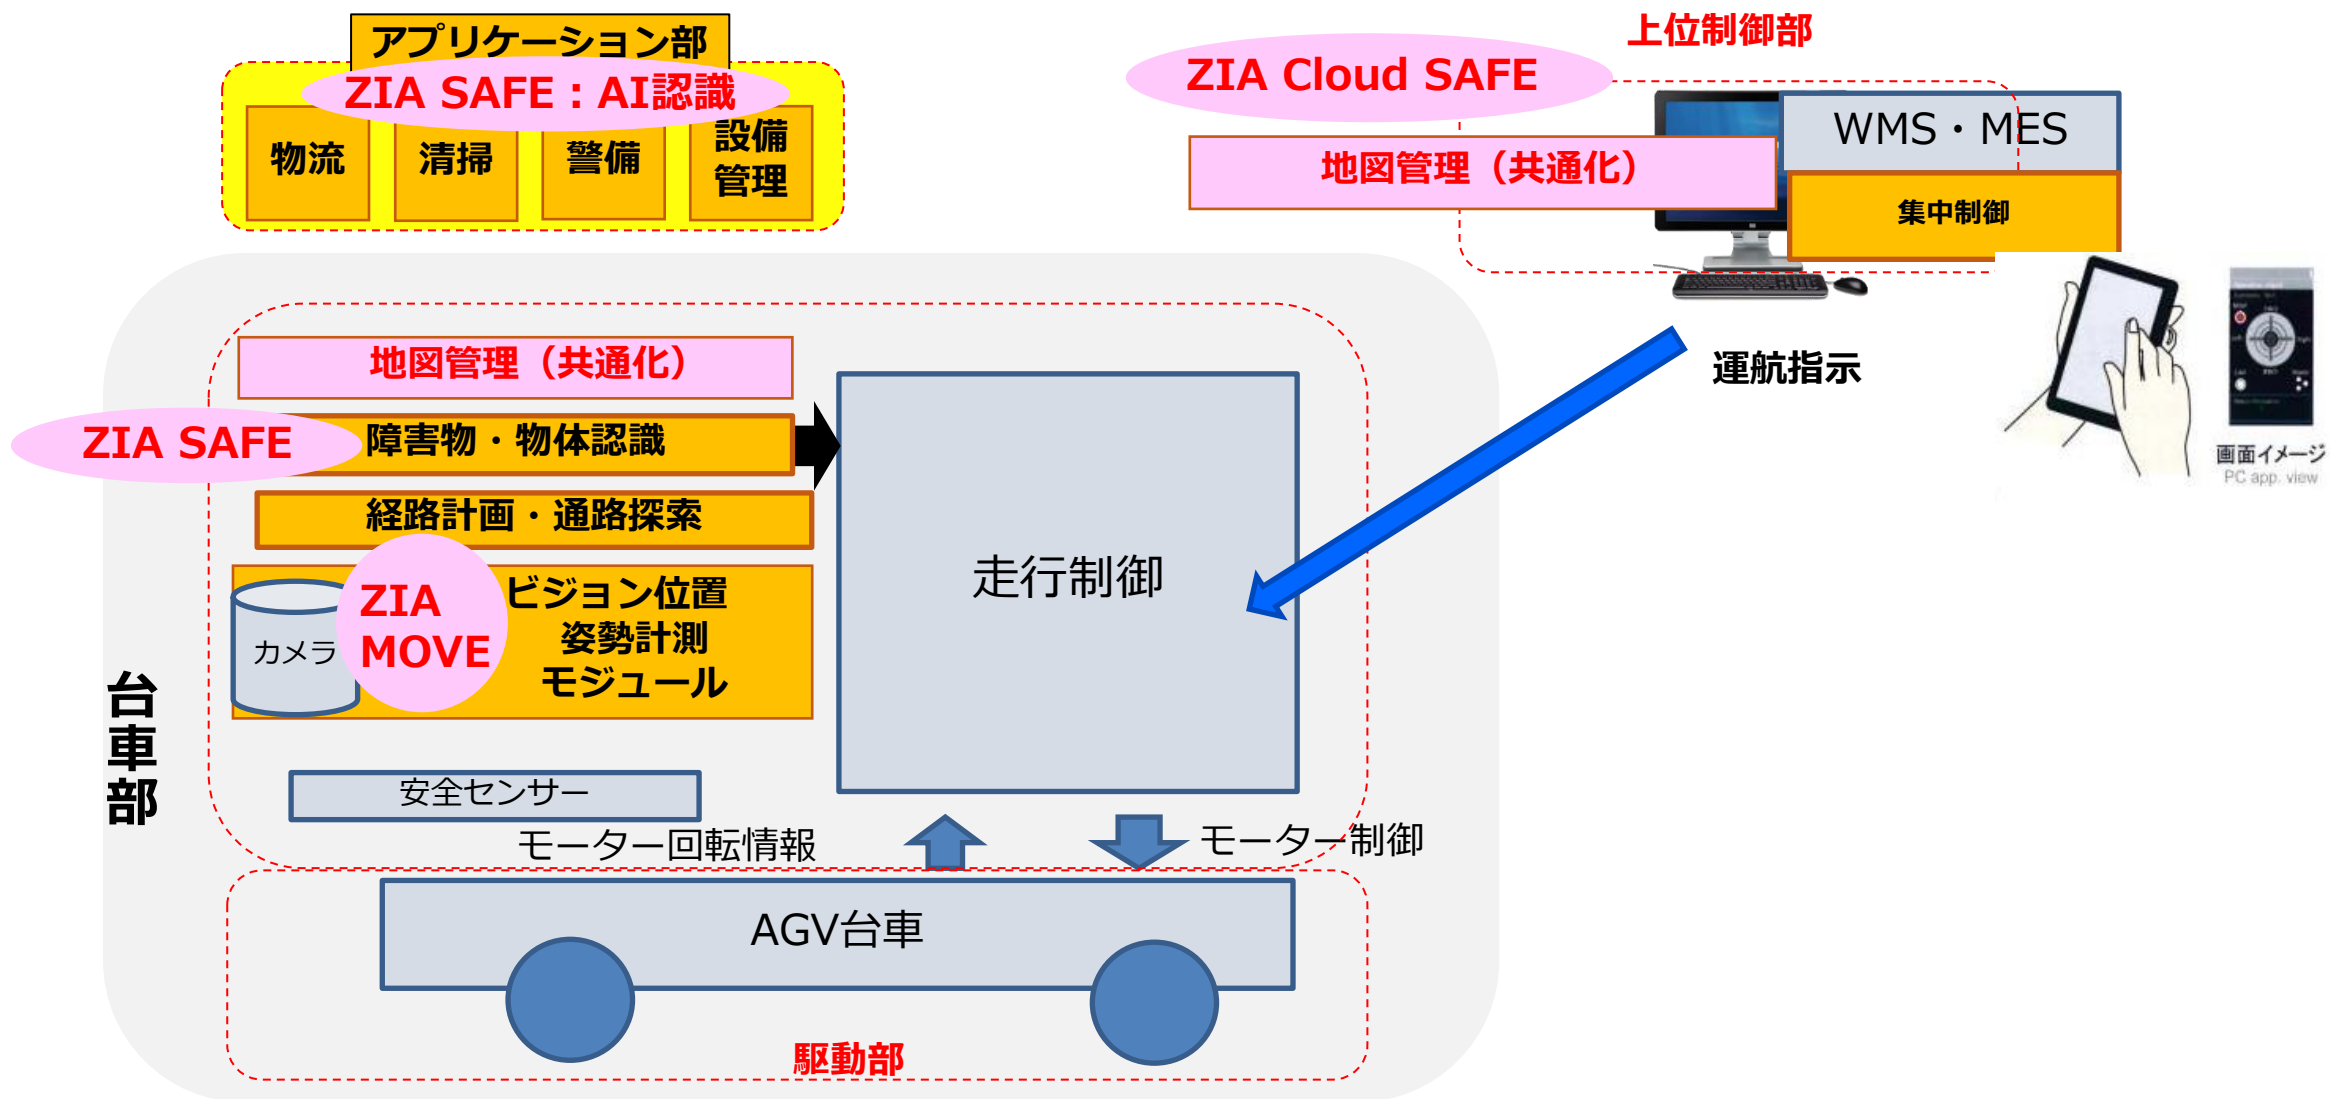 アプリケーション部
ZIA SAFE：AI認識
物流
清掃
警備
設備
管理
上位制御部
ZIA Cloud SAFE
WMS・MES
地図管理（共通化）
集中制御
運航指示
画面イメージ
PC app. view
台車部
地図管理（共通化）
ZIA SAFE
障害物・物体認識
経路計画・通路探索
ZIA
MOVE
カメラ
ビジョン位置
姿勢計測
モジュール
走行制御
安全センサー
モーター回転情報
モーター制御
AGV台車
駆動部